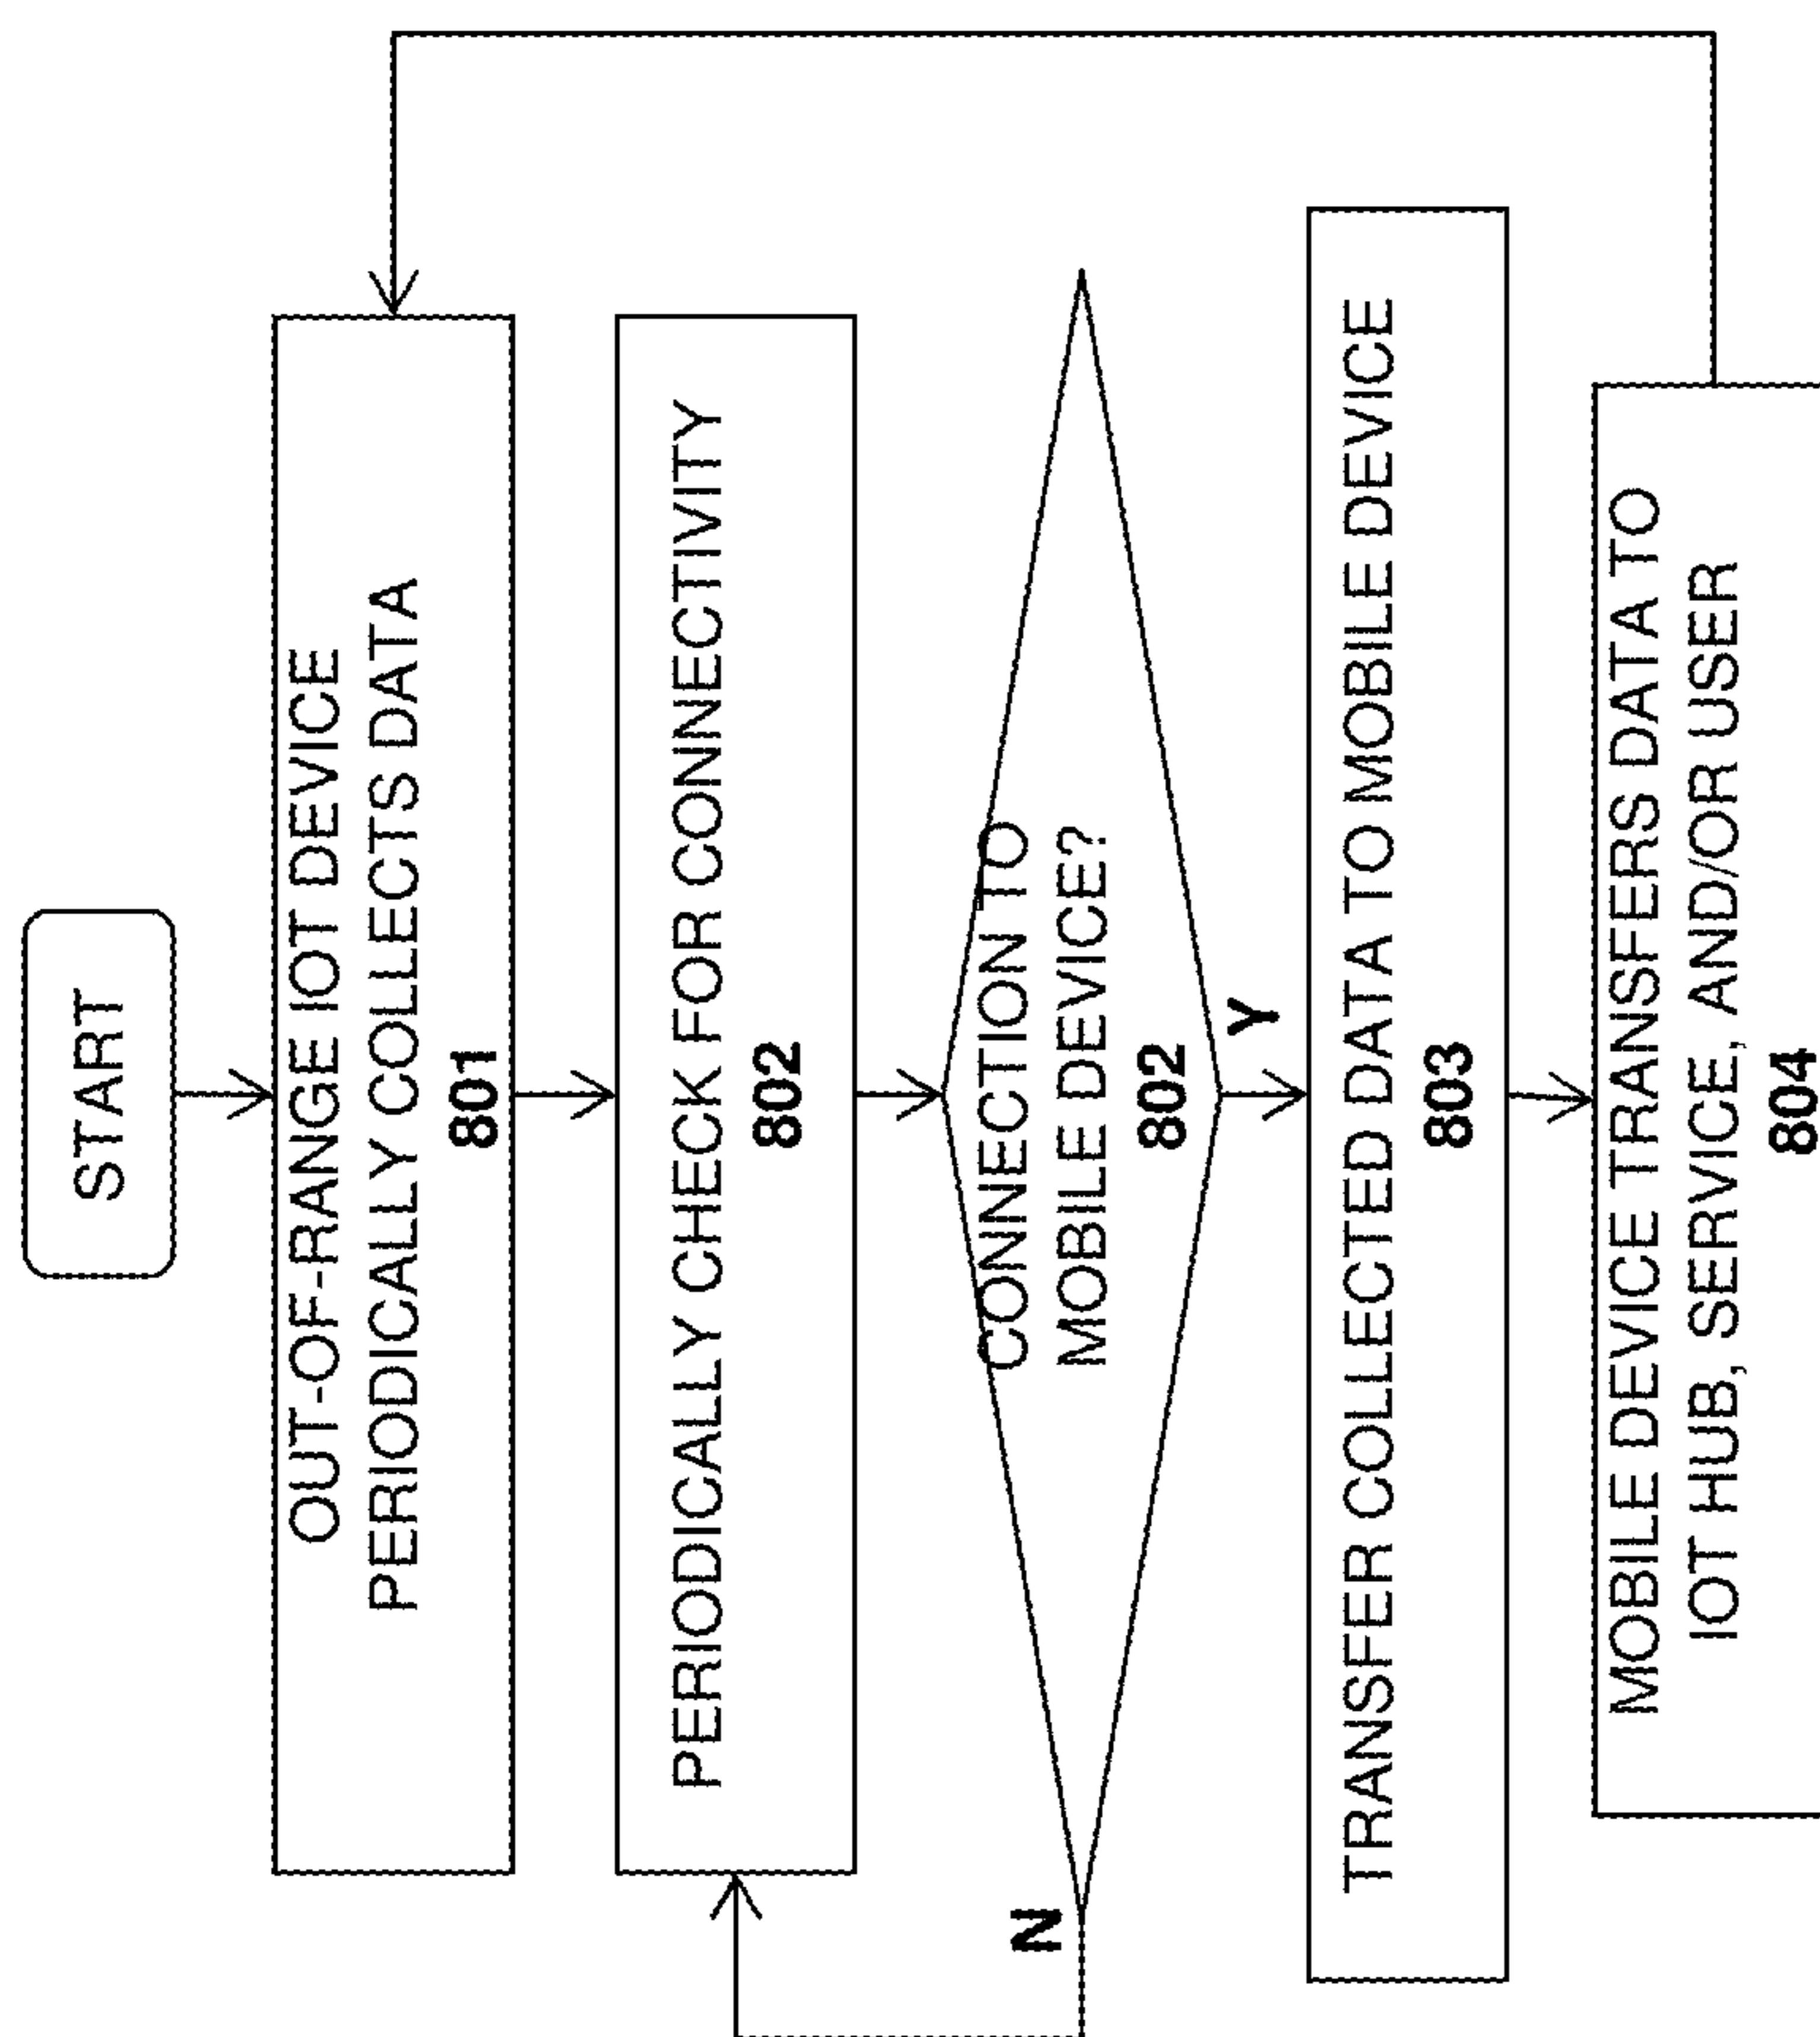 START
OUT-OF-RANGE IOT DEVICE
PERIODICALLY COLLECTS DATA
801
PERIODICALLY CHECK FOR CONNECTIVITY
802
CONNECTION TO
MOBILE DEVICE?
802
N
Y
TRANSFER COLLECTED DATA TO MOBILE DEVICE
803
MOBILE DEVICE TRANSFERS DATA TO
IOT HUB, SERVICE, AND/OR USER
804